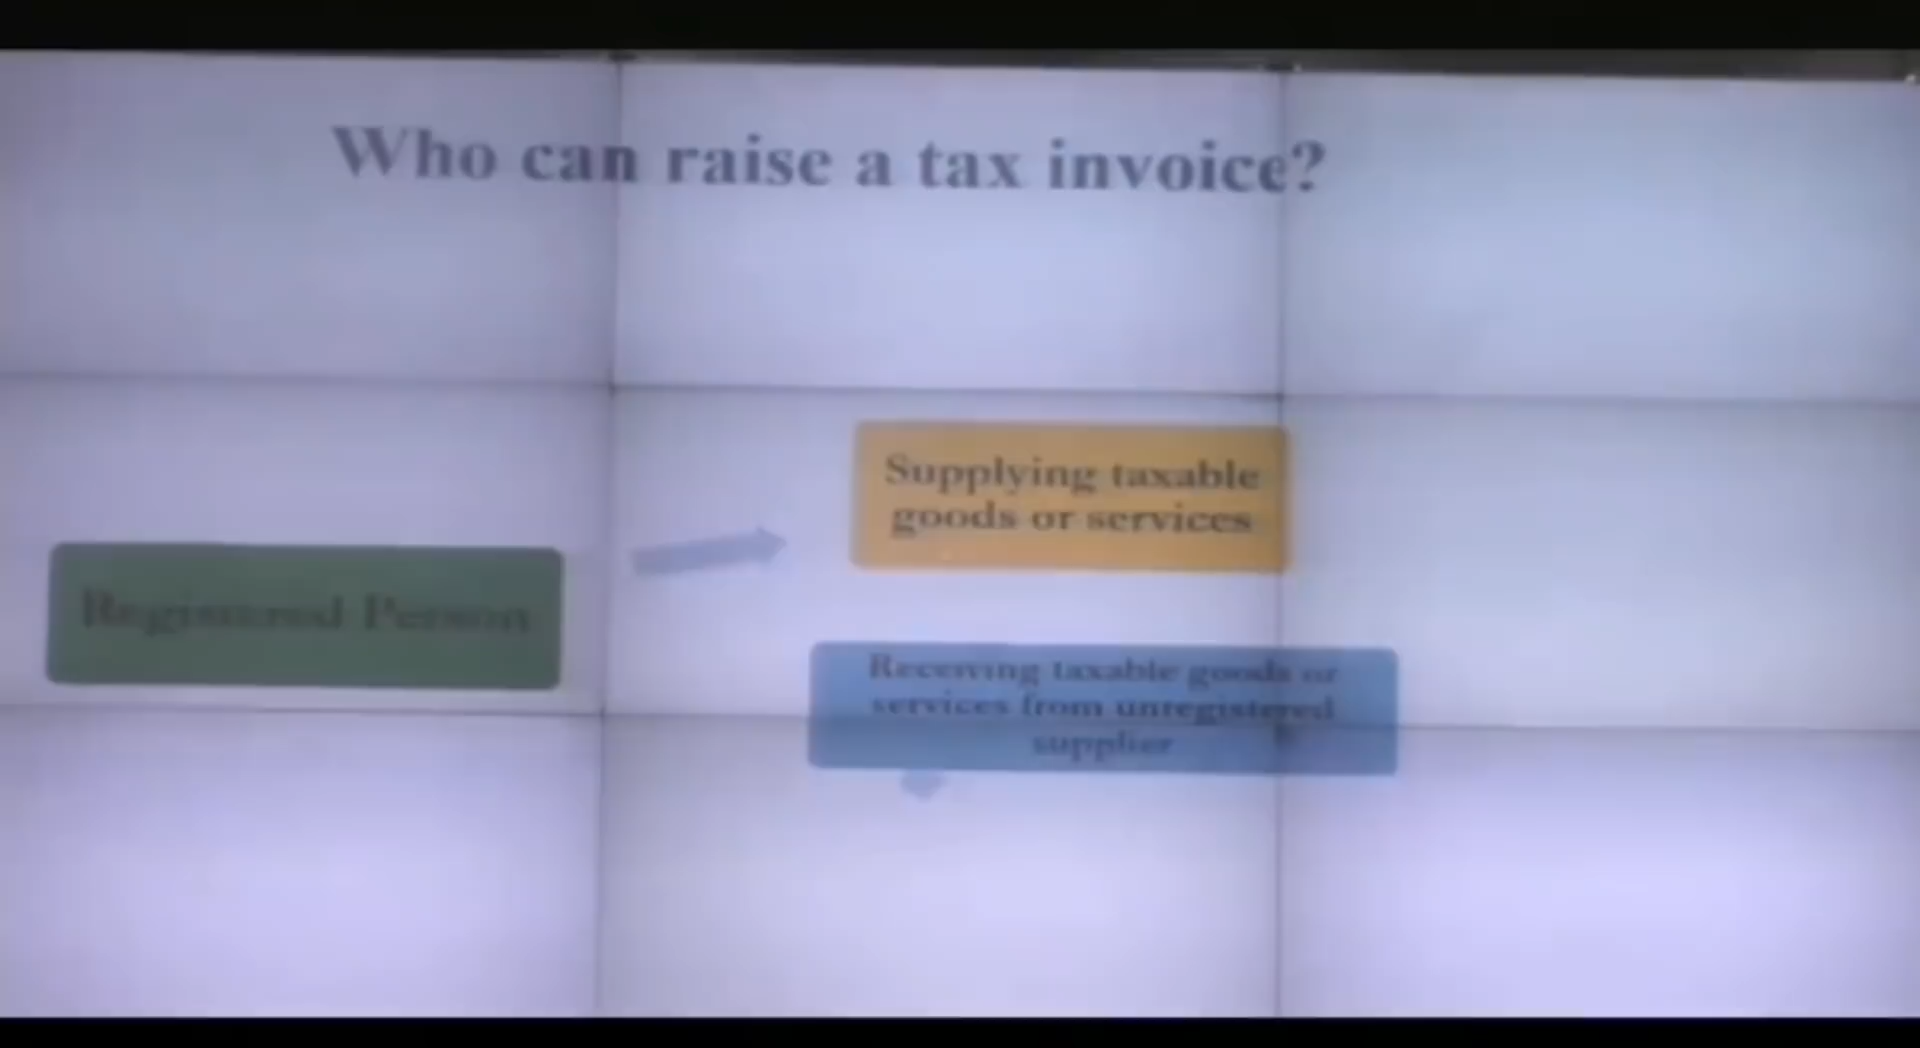 Who can raise a tax invoice?
Registered Person
Supplying taxable
goods or services
Receiving taxable goods or
services from unregistered
supplier